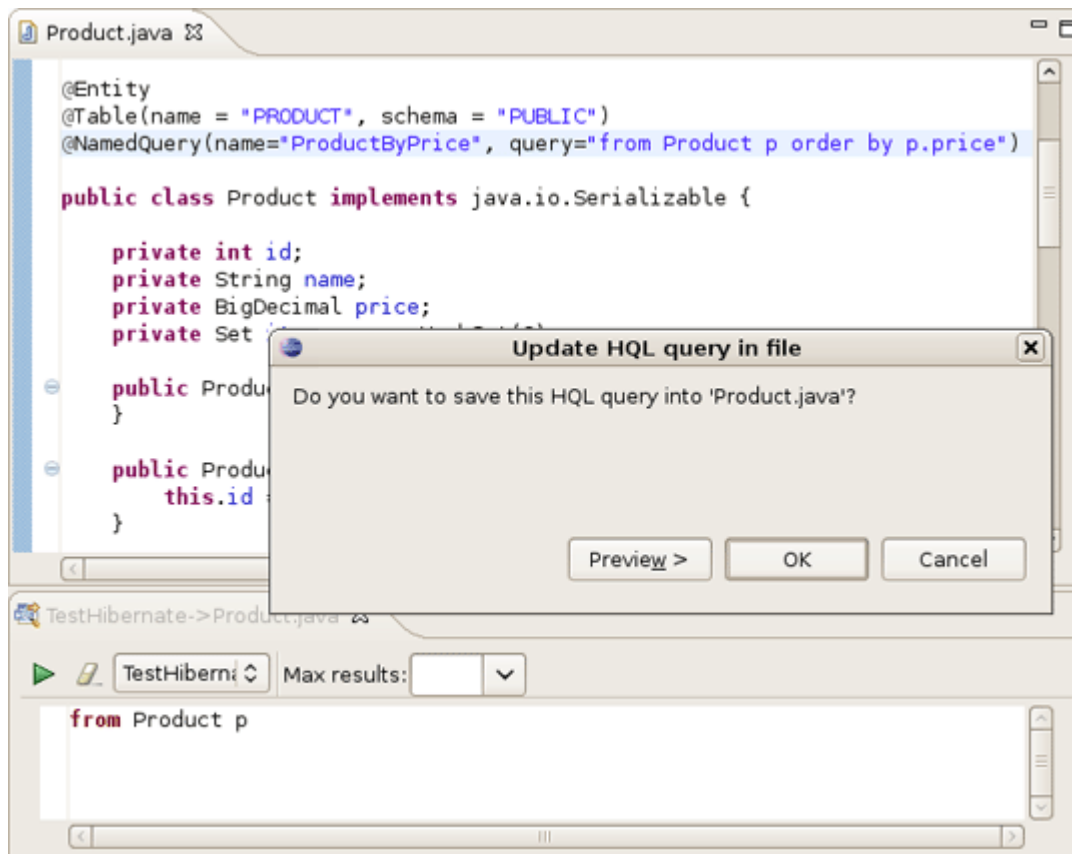 Product.java
@Entity
@Table(name = "PRODUCT", schema = "PUBLIC")
@NamedQuery(name="ProductByPrice", query="from Product p order by p.price")
public class Product implements java.io.Serializable {
private int id;
private String name;
private BigDecimal price;
private Set
public Produ
}
public Produ
this.id =
}
Update HQL query in file
Do you want to save this HQL query into 'Product.java'?
Preview >
OK
Cancel
TestHibernate->Product.java
TestHiberna
Max results:
from Product p